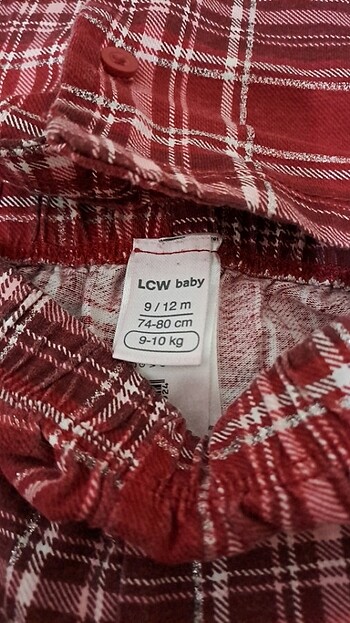 LCW baby
9 / 12 m
74-80 cm
9-10 kg